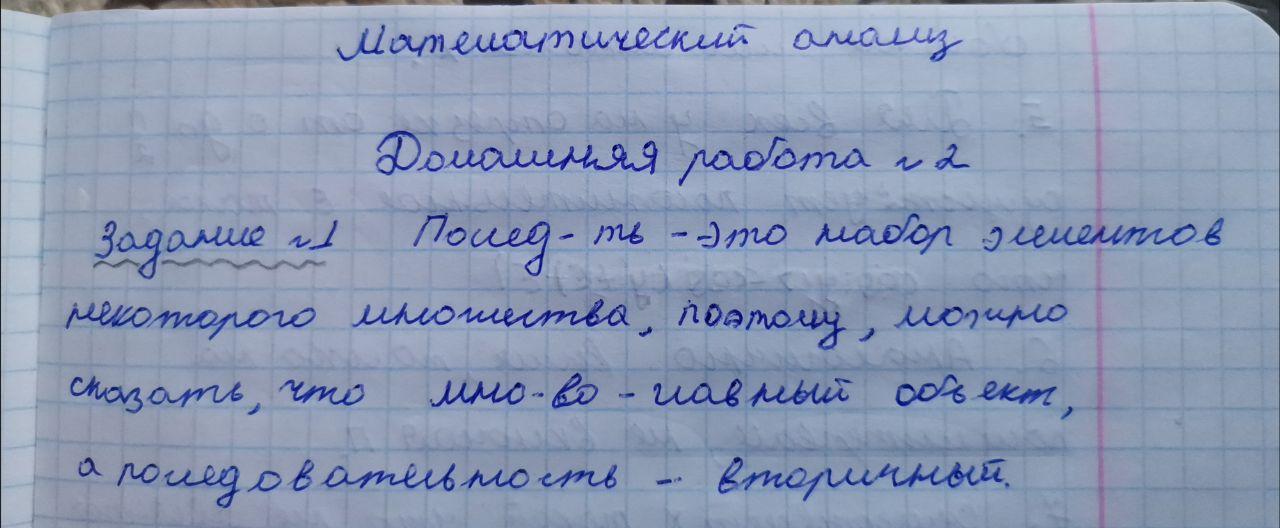 Математический анализ
Домашняя работа №2
Задание №1 Послед-ть - это набор элементов
некоторого множества, поэтому, можно
сказать, что мно-во - главный объект,
а последовательность - вторичный.